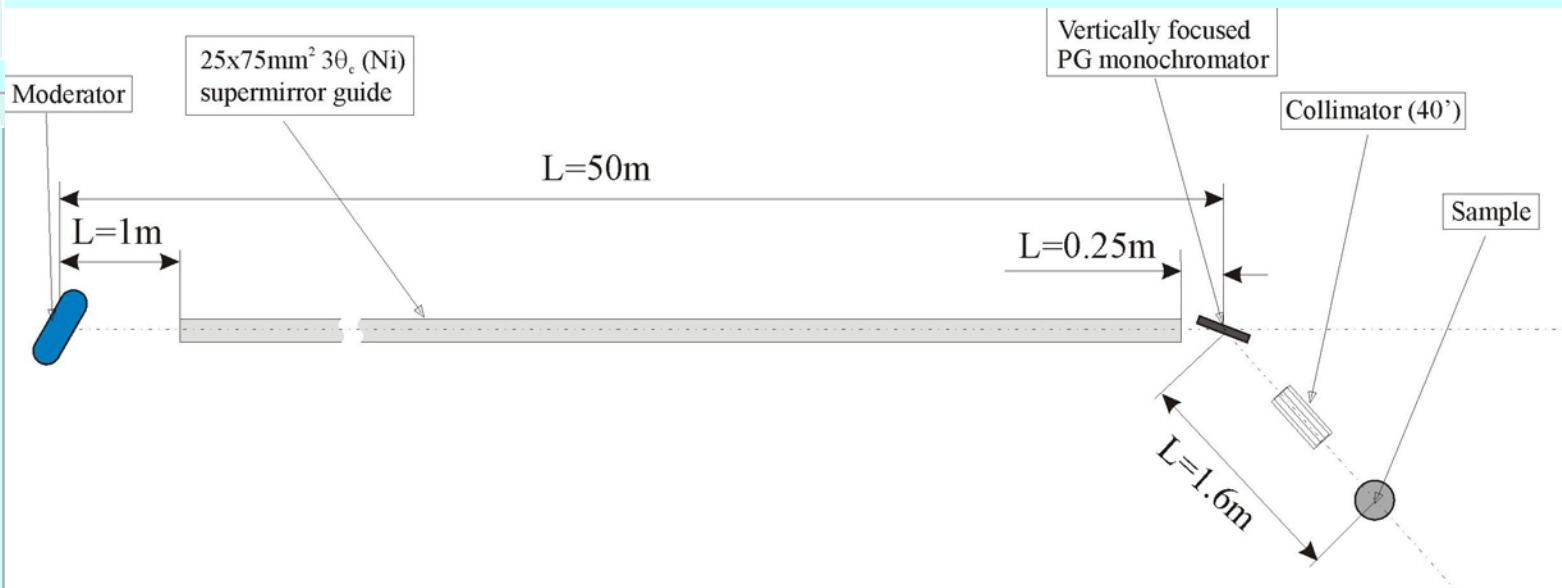 Moderator
25x75mm² 3θc (Ni)
supermirror guide
Vertically focused
PG monochromator
Collimator (40’)
Sample
L=50m
L=1m
L=0.25m
L=1.6m